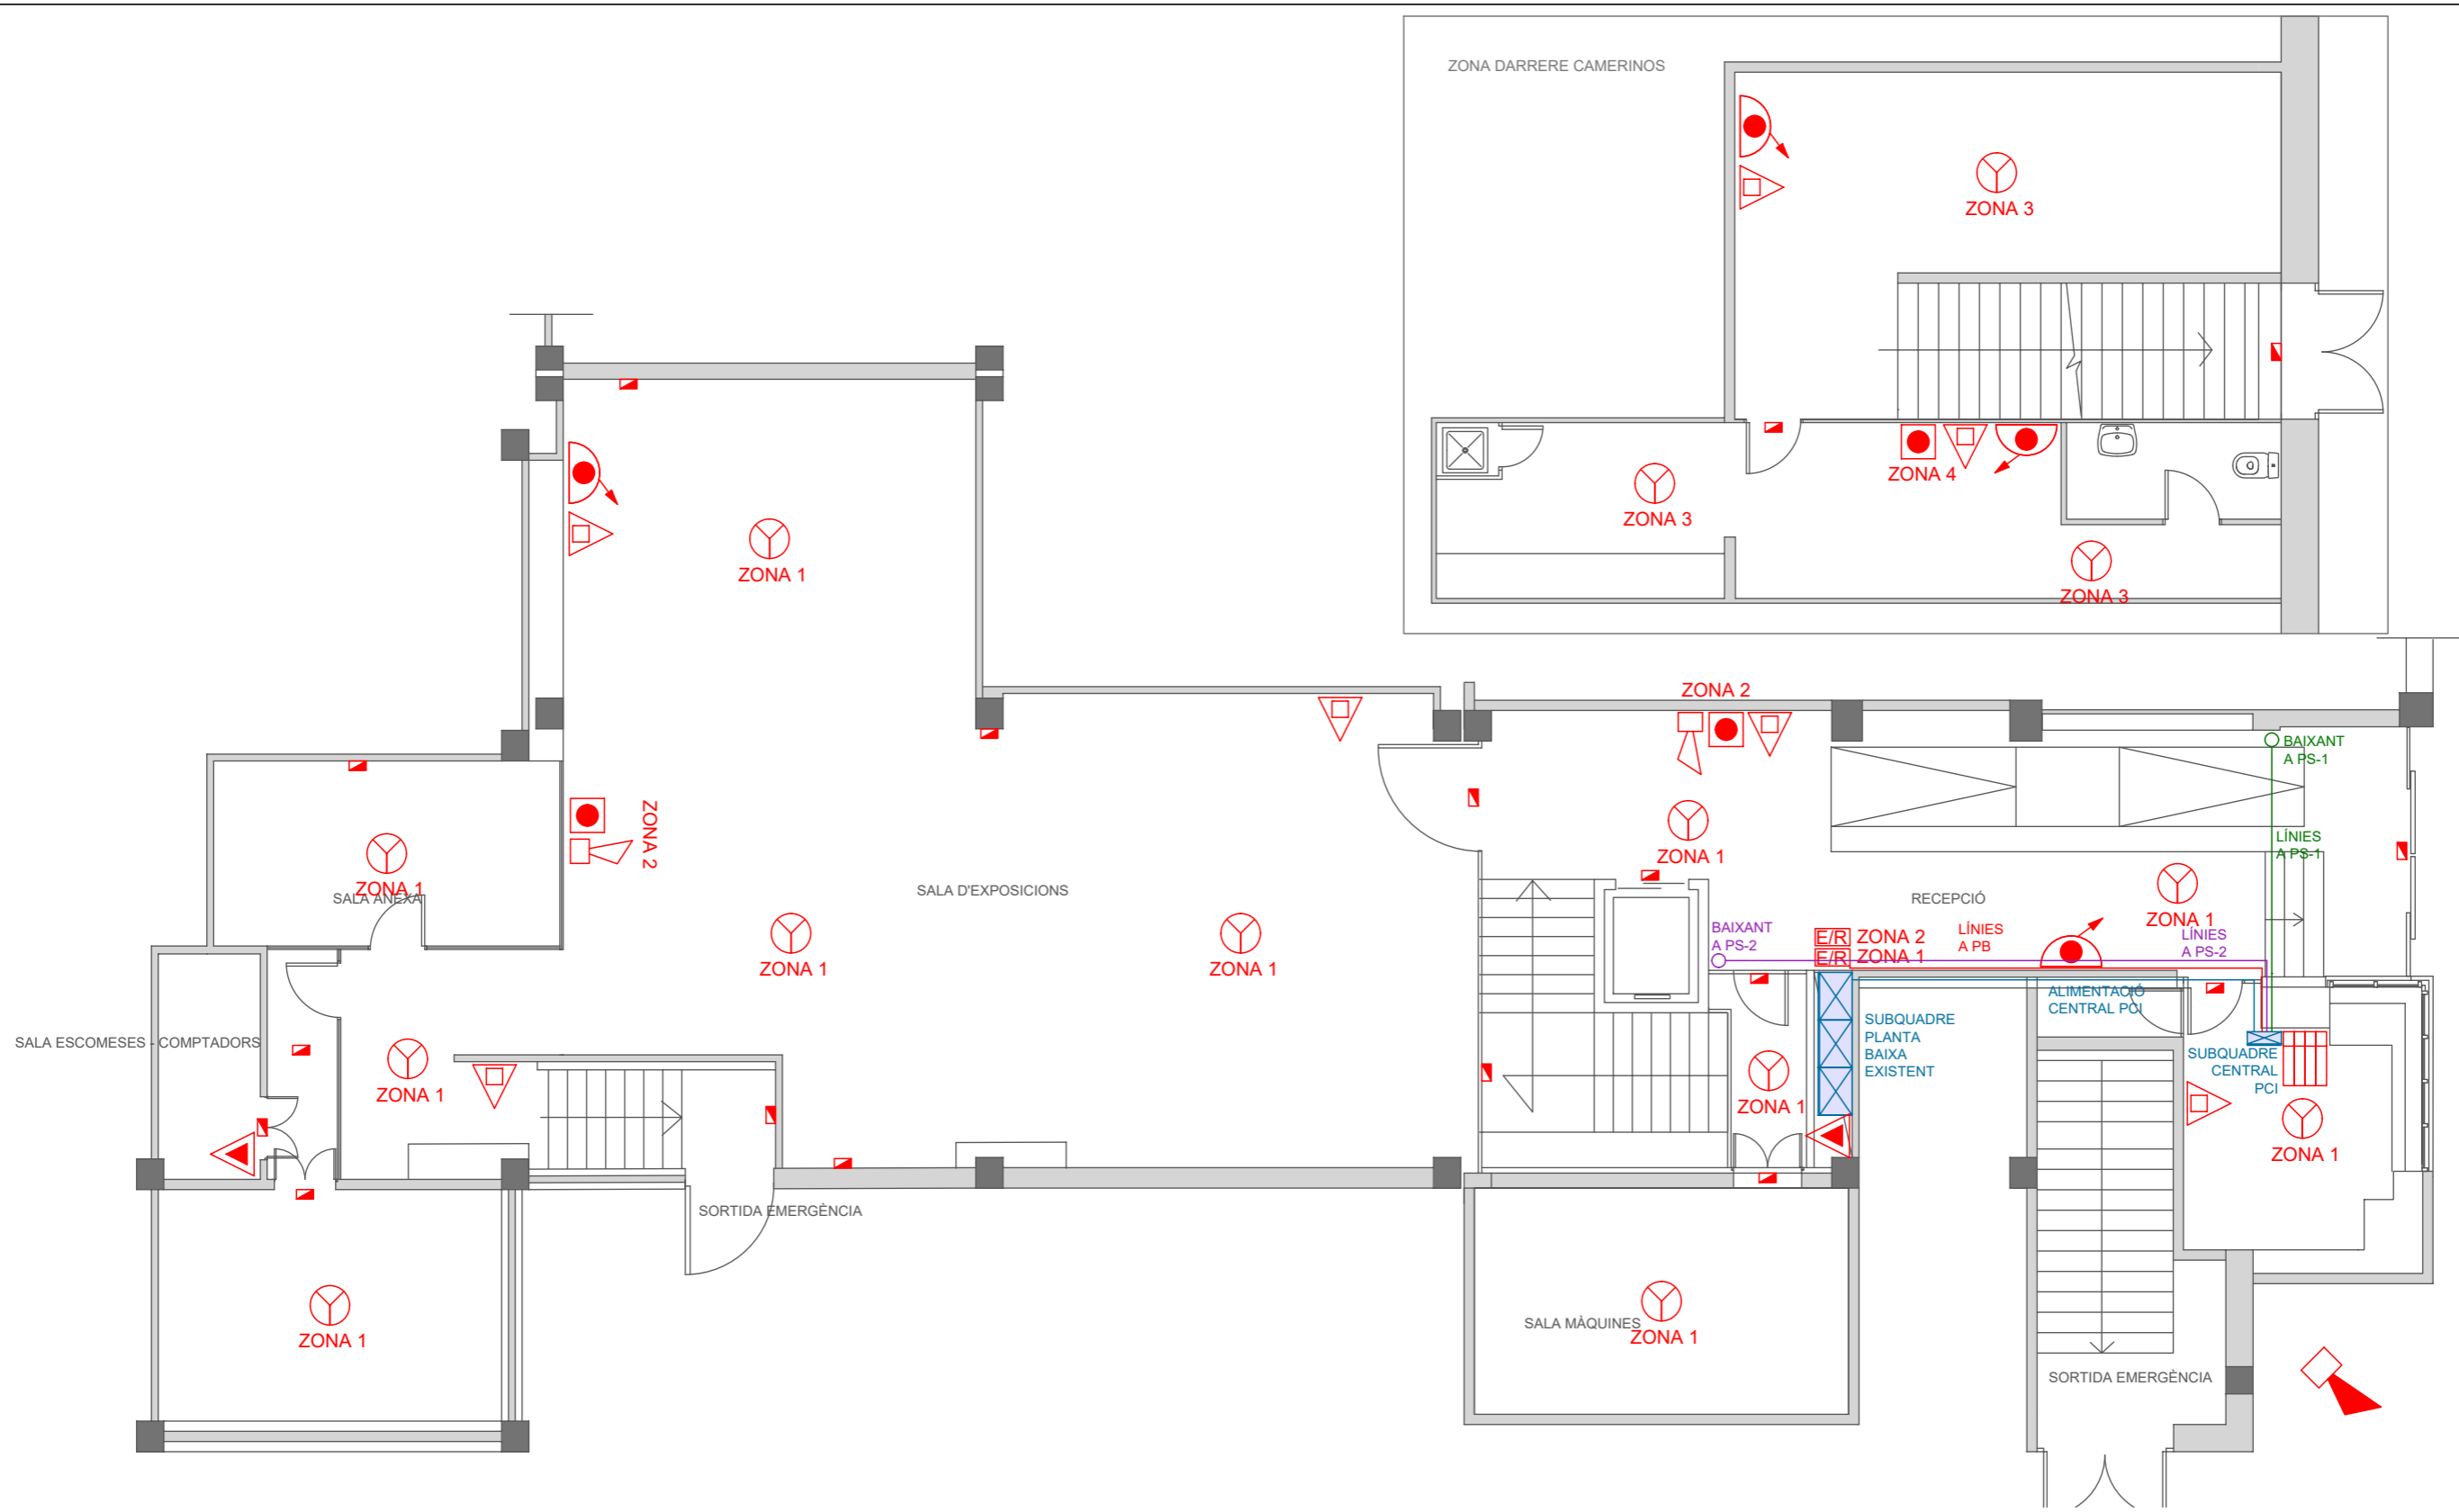 ZONA DARRERE CAMERINOS
ZONA 3
ZONA 4
ZONA 3
ZONA 3
ZONA 1
ZONA 2
BAIXANT
A PS-1
ZONA 2
LÍNIES
A PS-1
ZONA 1
ZONA 1
SALA ANEXA
SALA D'EXPOSICIONS
RECEPCIÓ
ZONA 1
BAIXANT
A PS-2
E/R ZONA 2
E/R ZONA 1
LÍNIES
A PB
LÍNIES
A PS-2
ZONA 1
ZONA 1
ALIMENTACIÓ
CENTRAL PCI
SUBQUADRE
PLANTA
BAIXA
EXISTENT
SALA ESCOMESES - COMPTADORS
SUBQUADRE
CENTRAL
PCI
ZONA 1
ZONA 1
ZONA 1
SORTIDA EMERGÈNCIA
ZONA 1
SALA MÀQUINES
ZONA 1
SORTIDA EMERGÈNCIA